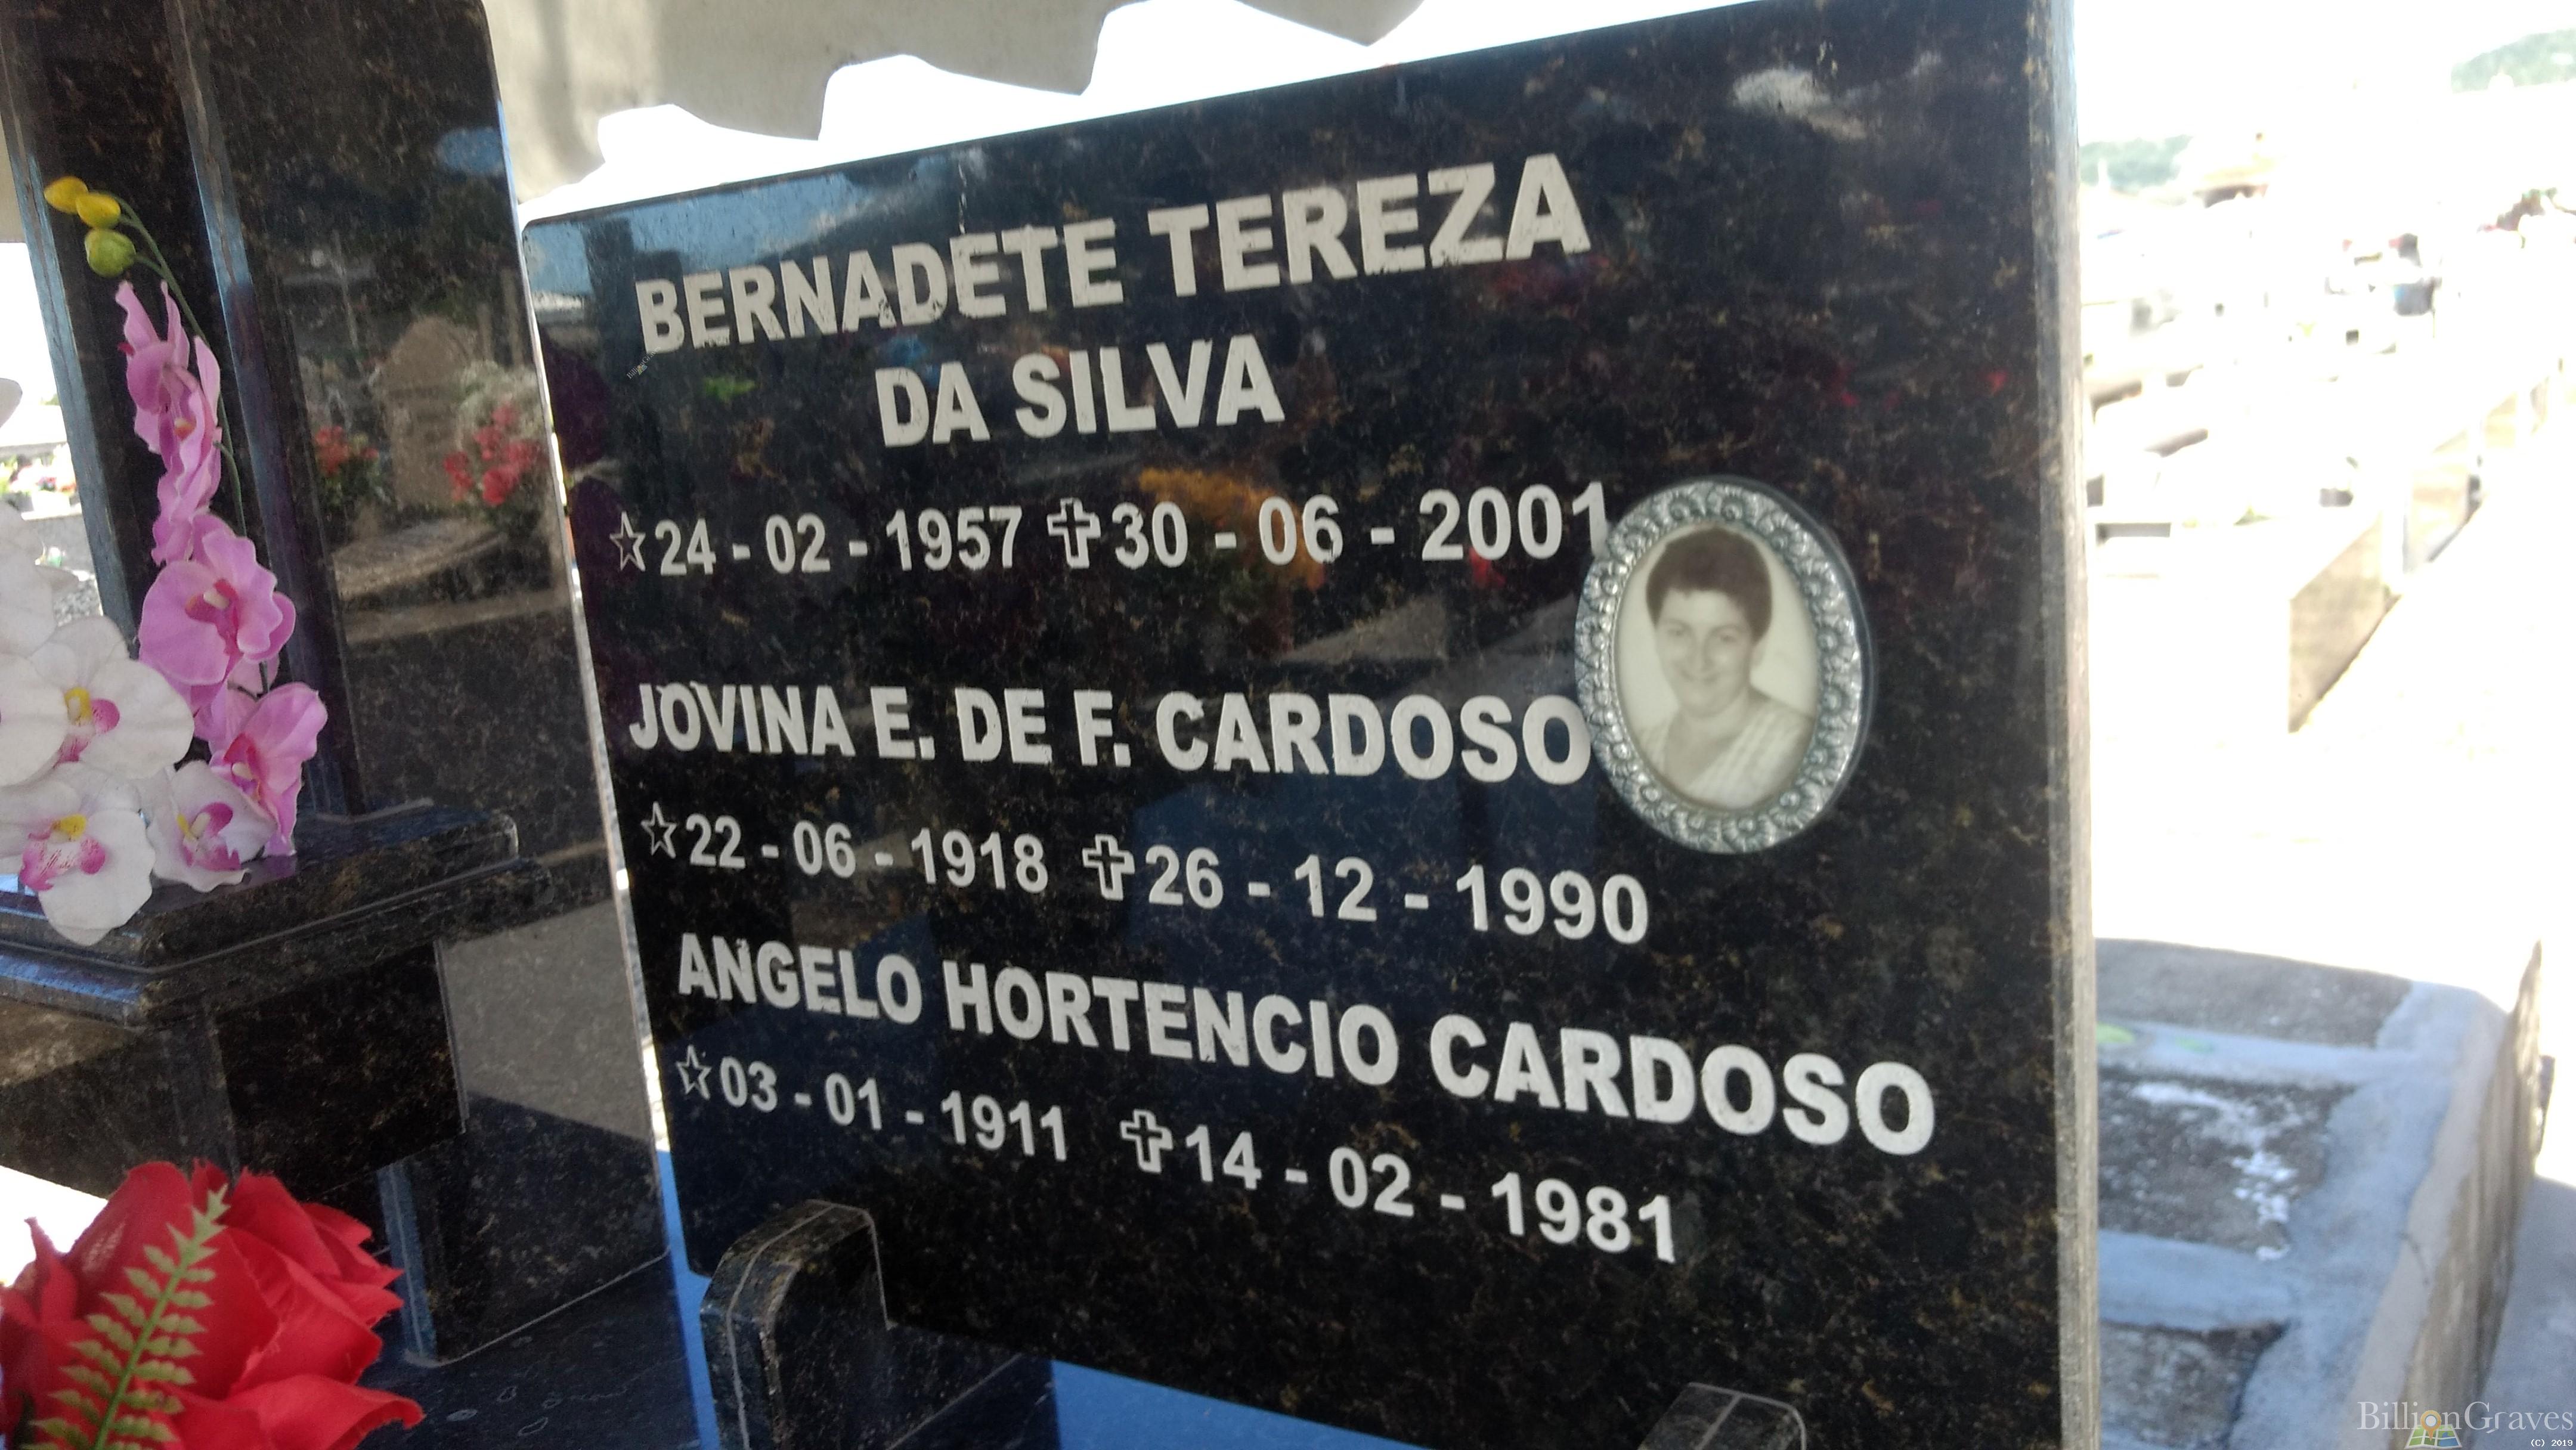 BERNADETE TEREZA
DA SILVA
☆24 - 02 - 1957 ✝30 - 06 - 2001
JOVINA E. DE F. CARDOSO
☆22 - 06 - 1918 ✝26 - 12 - 1990
ANGELO HORTENCIO CARDOSO
☆03 - 01 - 1911 ✝14 - 02 - 1981
BillionGraves
(C) 2019